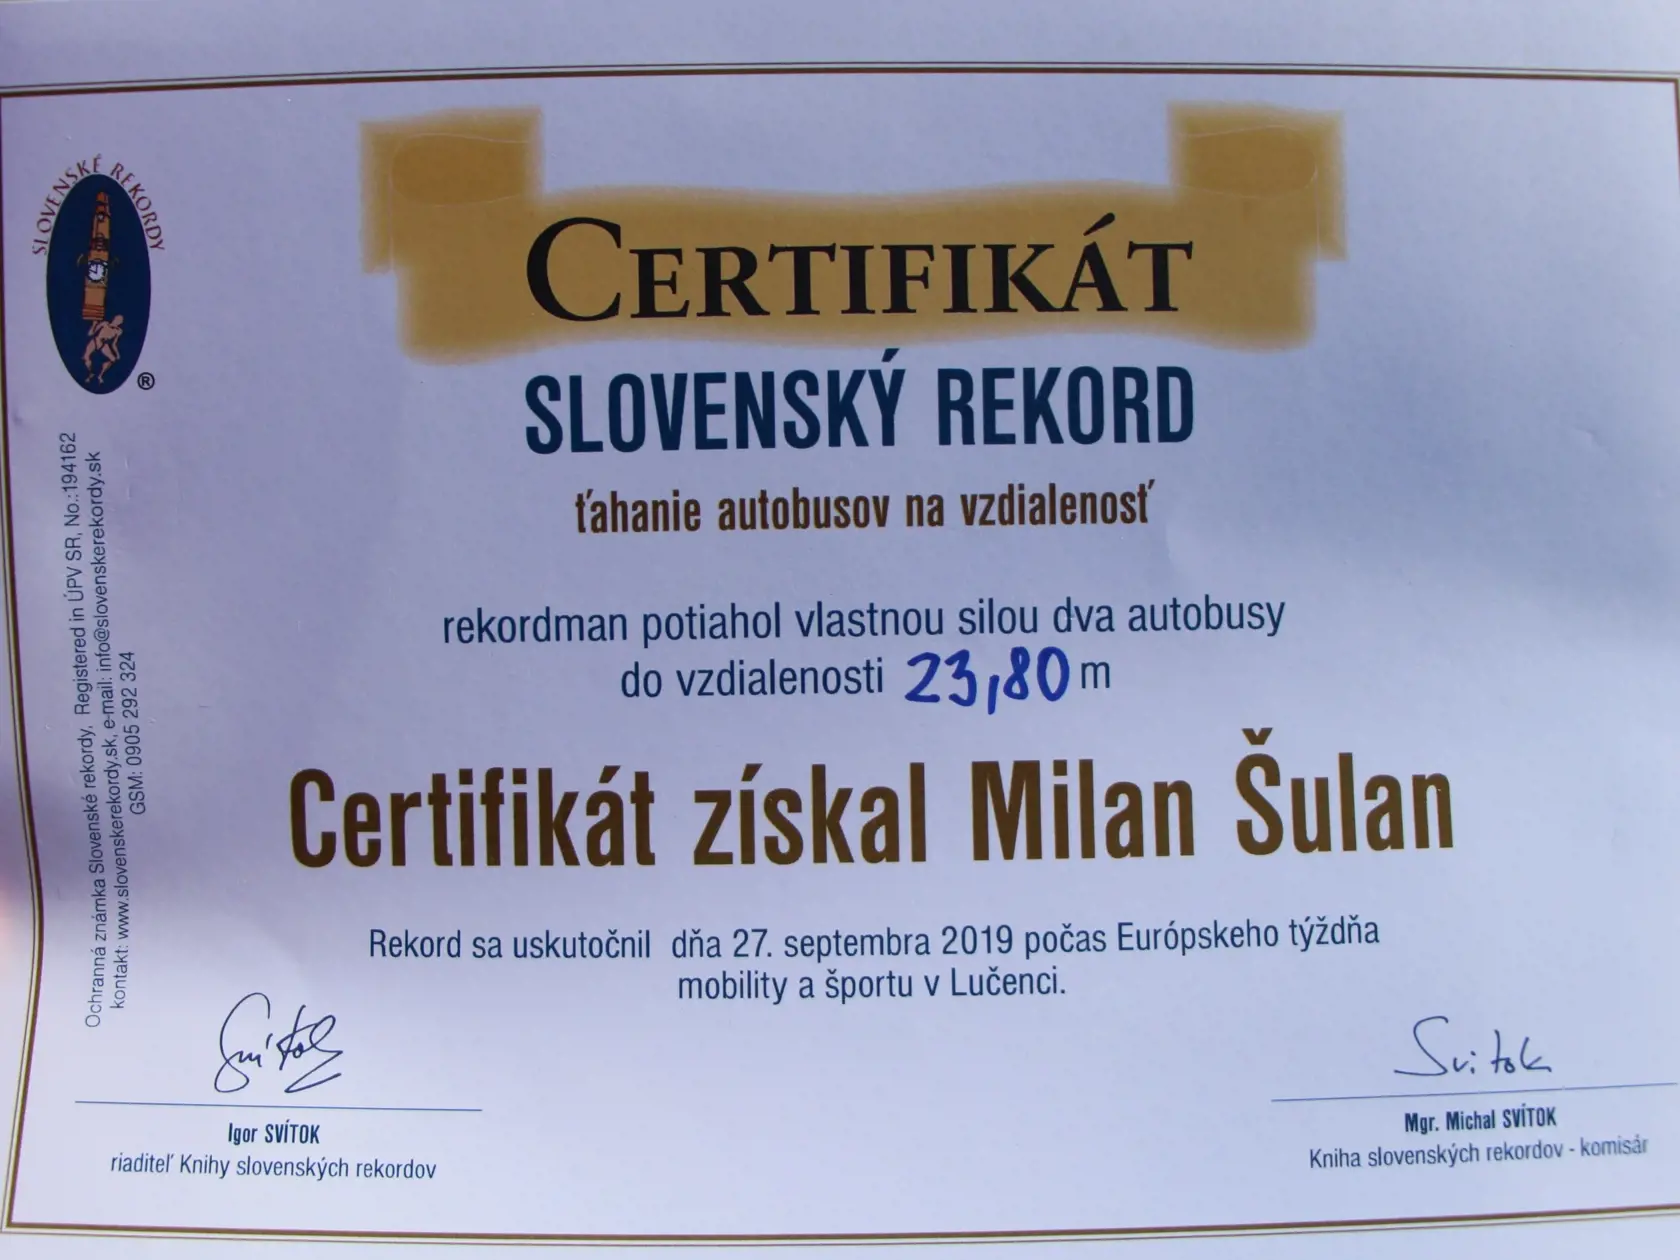 SLOVENSKÉ REKORDY
®
CERTIFIKÁT
SLOVENSKÝ REKORD
ťahanie autobusov na vzdialenosť
rekordman potiahol vlastnou silou dva autobusy
do vzdialenosti 23,80 m
Certifikát získal Milan Šulan
Rekord sa uskutočnil dňa 27. septembra 2019 počas Európskeho týždňa
mobility a športu v Lučenci.
Ochranná známka Slovenské rekordy, Registered in ÚPV SR, No.:194162
kontakt: www.slovenskerekordy.sk, e-mail: info@slovenskerekordy.sk
GSM: 0905 292 324
Svítok
Igor SVÍTOK
riaditeľ Knihy slovenských rekordov
Svitok
Mgr. Michal SVÍTOK
Kniha slovenských rekordov - komisár